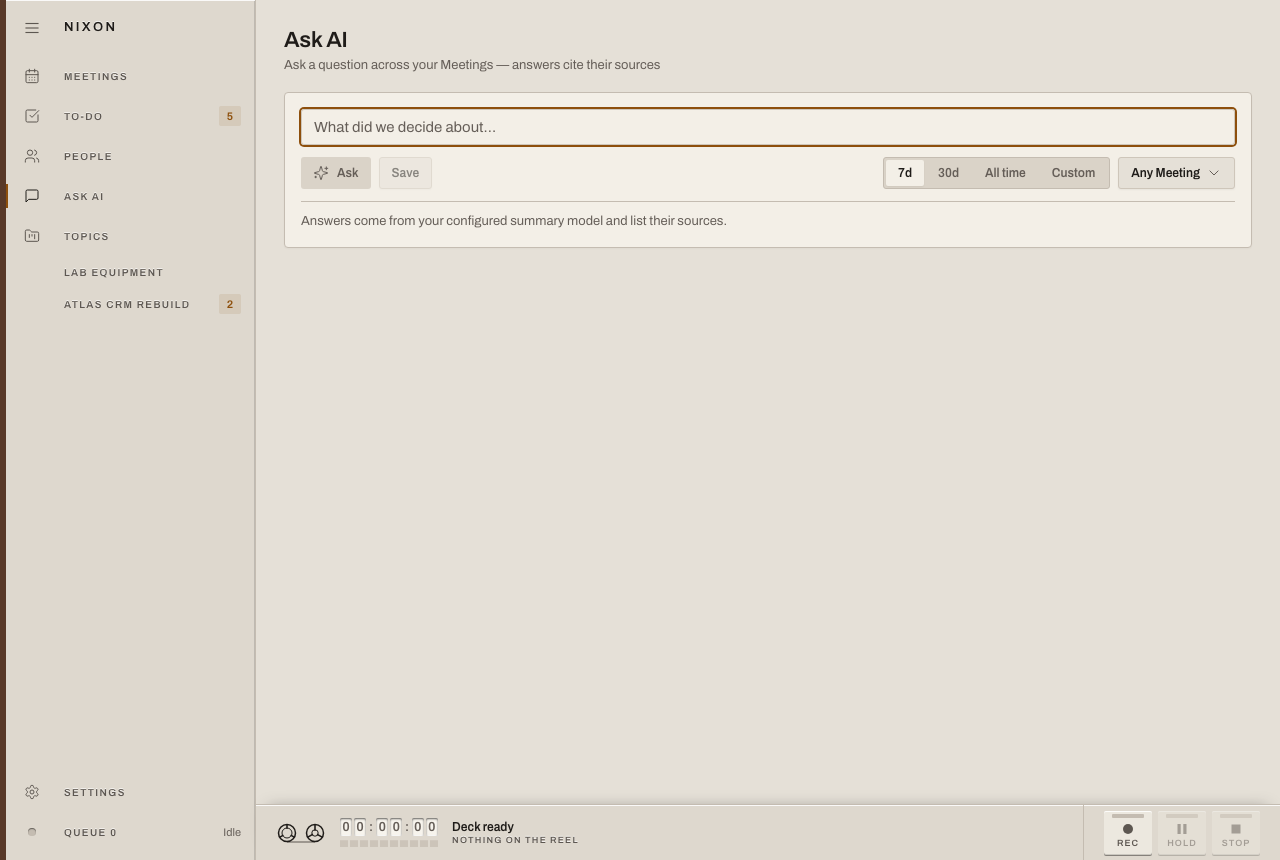 NIXON
MEETINGS
TO-DO 5
PEOPLE
ASK AI
TOPICS
LAB EQUIPMENT
ATLAS CRM REBUILD 2
SETTINGS
QUEUE 0 Idle
Ask AI
Ask a question across your Meetings — answers cite their sources
What did we decide about...
Ask Save 7d 30d All time Custom Any Meeting
Answers come from your configured summary model and list their sources.
00:00:00
Deck ready
NOTHING ON THE REEL
REC HOLD STOP